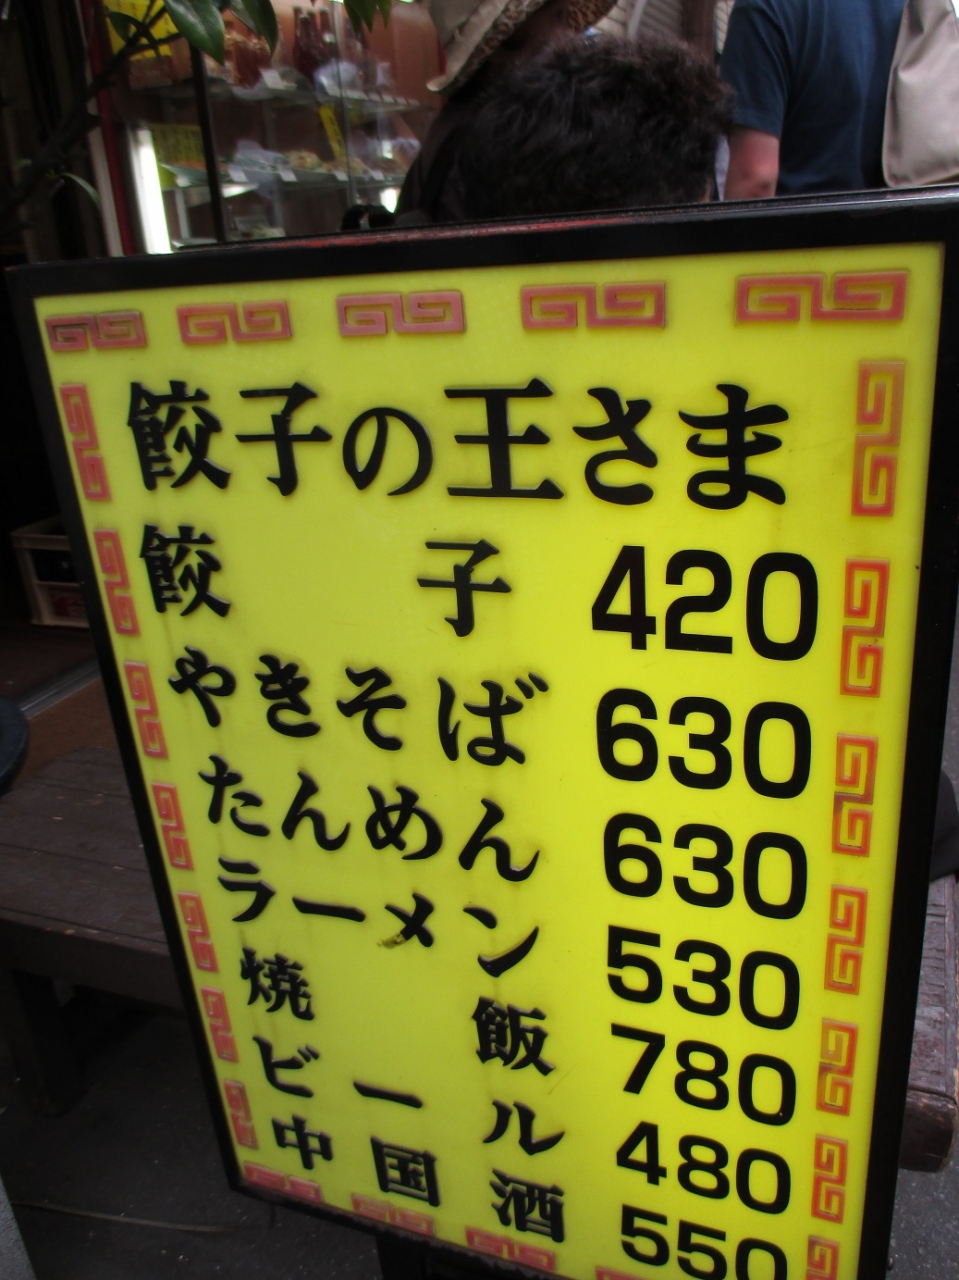 餃子の王さま
餃子 420
やきそば 630
たんめん 630
ラーメン 530
焼飯 780
ビール 480
中国酒 550